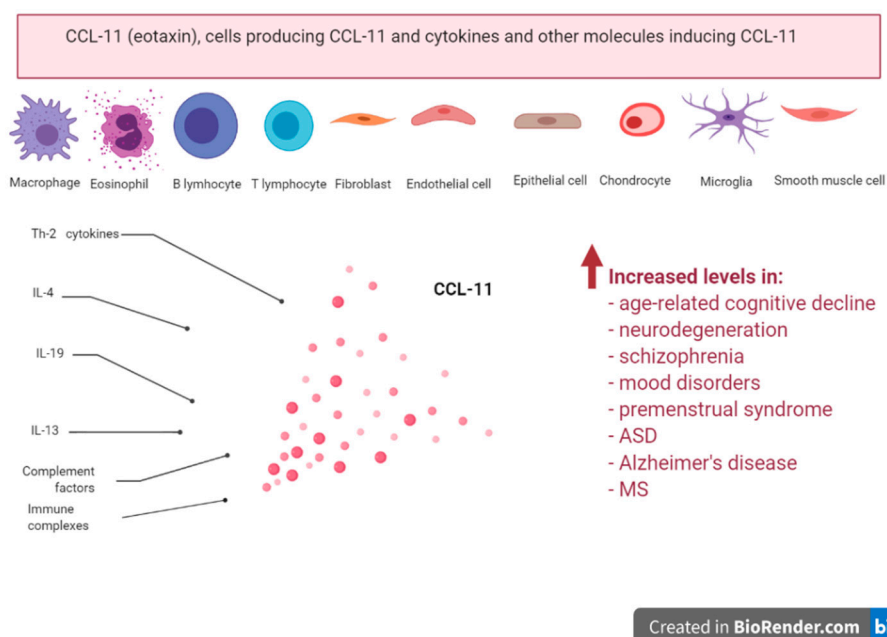 CCL-11 (eotaxin), cells producing CCL-11 and cytokines and other molecules inducing CCL-11
Macrophage Eosinophil B lymhocyte T lymphocyte Fibroblast Endothelial cell Epithelial cell Chondrocyte Microglia Smooth muscle cell
Th-2 cytokines
IL-4
IL-19
IL-13
Complement
factors
Immune
complexes
CCL-11
Increased levels in:
- age-related cognitive decline
- neurodegeneration
- schizophrenia
- mood disorders
- premenstrual syndrome
- ASD
- Alzheimer's disease
- MS
Created in BioRender.com b